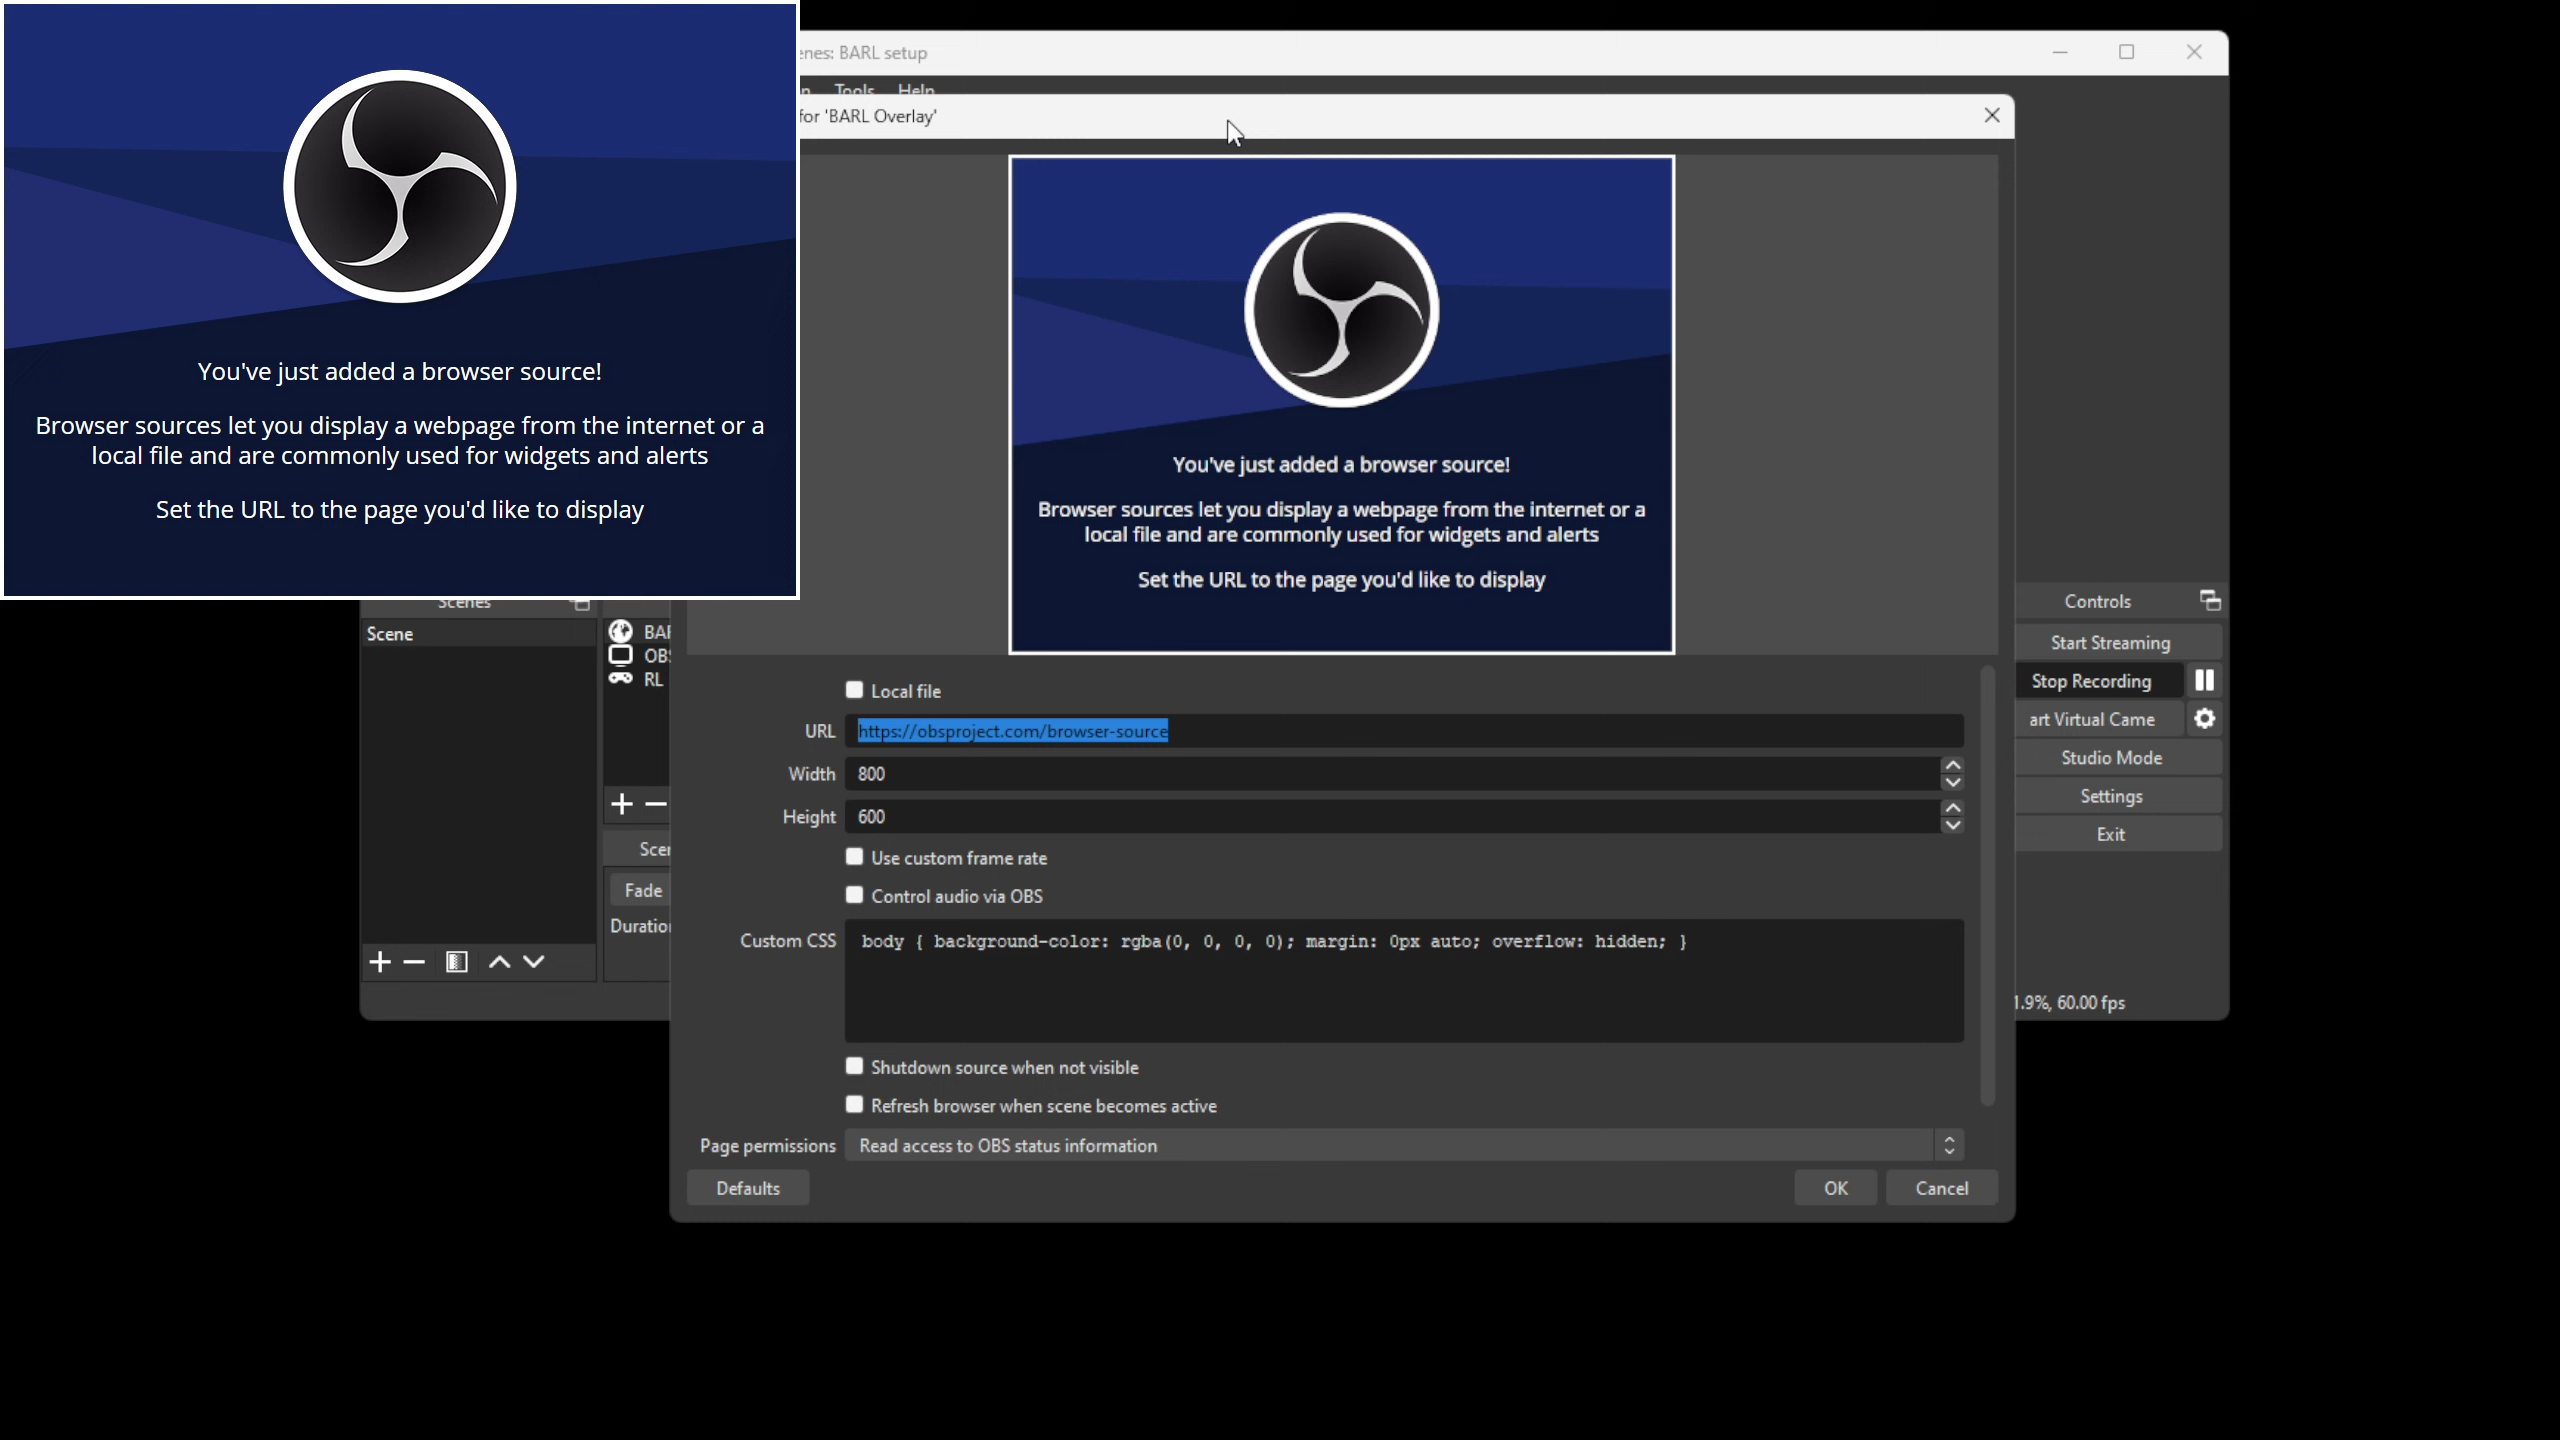 You've just added a browser source!
Browser sources let you display a webpage from the internet or a
local file and are commonly used for widgets and alerts
Set the URL to the page you'd like to display
enes: BARL setup
Tools Help
for 'BARL Overlay'
You've just added a browser source!
Browser sources let you display a webpage from the internet or a
local file and are commonly used for widgets and alerts
Set the URL to the page you'd like to display
Scenes
Scene
BAR
OBS
RL
Scen
Fade
Duration
Local file
URL https://obsproject.com/browser-source
Width 800
Height 600
Use custom frame rate
Control audio via OBS
Custom CSS body { background-color: rgba(0, 0, 0, 0); margin: 0px auto; overflow: hidden; }
Shutdown source when not visible
Refresh browser when scene becomes active
Page permissions Read access to OBS status information
Defaults OK Cancel
Controls
Start Streaming
Stop Recording
art Virtual Came
Studio Mode
Settings
Exit
1.9%, 60.00 fps